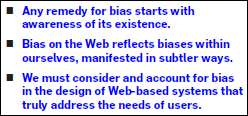 ■ Any remedy for bias starts with
awareness of its existence.
■ Bias on the Web reflects biases within
ourselves, manifested in subtler ways.
■ We must consider and account for bias
in the design of Web-based systems that
truly address the needs of users.